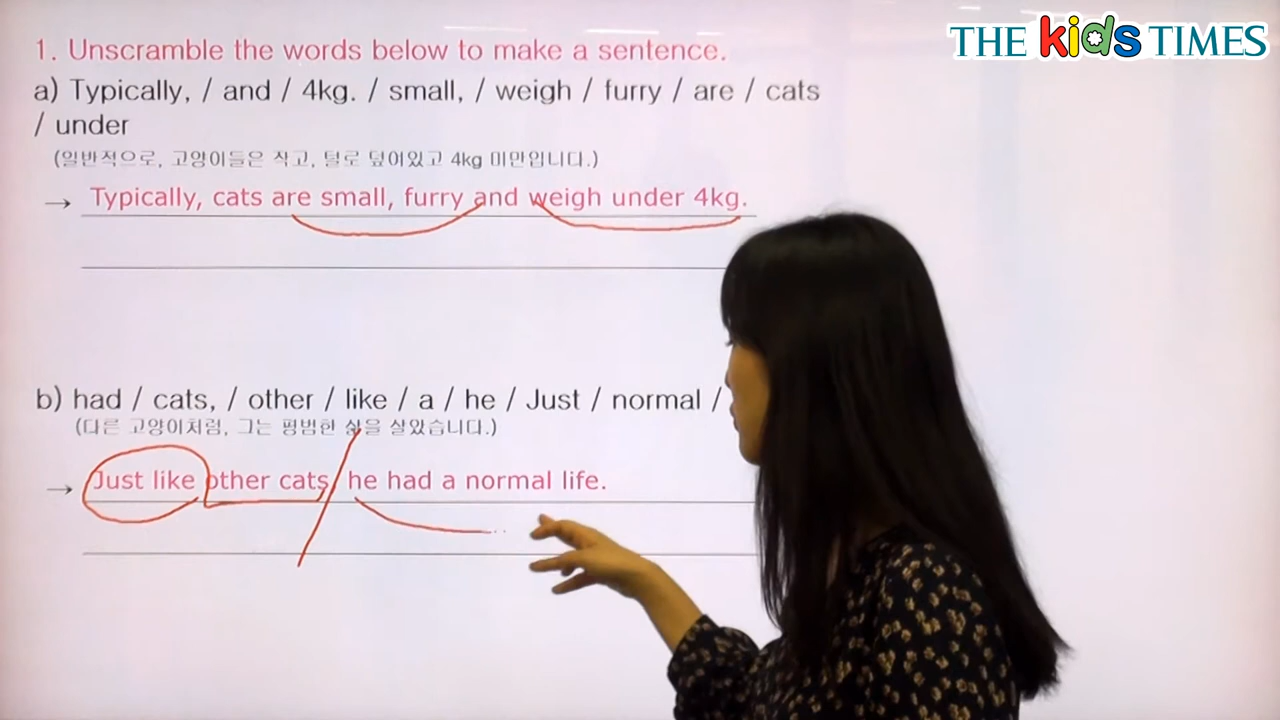 THE kids TIMES
1. Unscramble the words below to make a sentence.
a) Typically, / and / 4kg. / small, / weigh / furry / are / cats
/ under
(일반적으로, 고양이들은 작고, 털로 덮여있고 4kg 미만입니다.)
→ Typically, cats are small, furry and weigh under 4kg.
b) had / cats, / other / like / a / he / Just / normal /
(다른 고양이처럼, 그는 평범한 삶을 살았습니다.)
→ Just like other cats, he had a normal life.